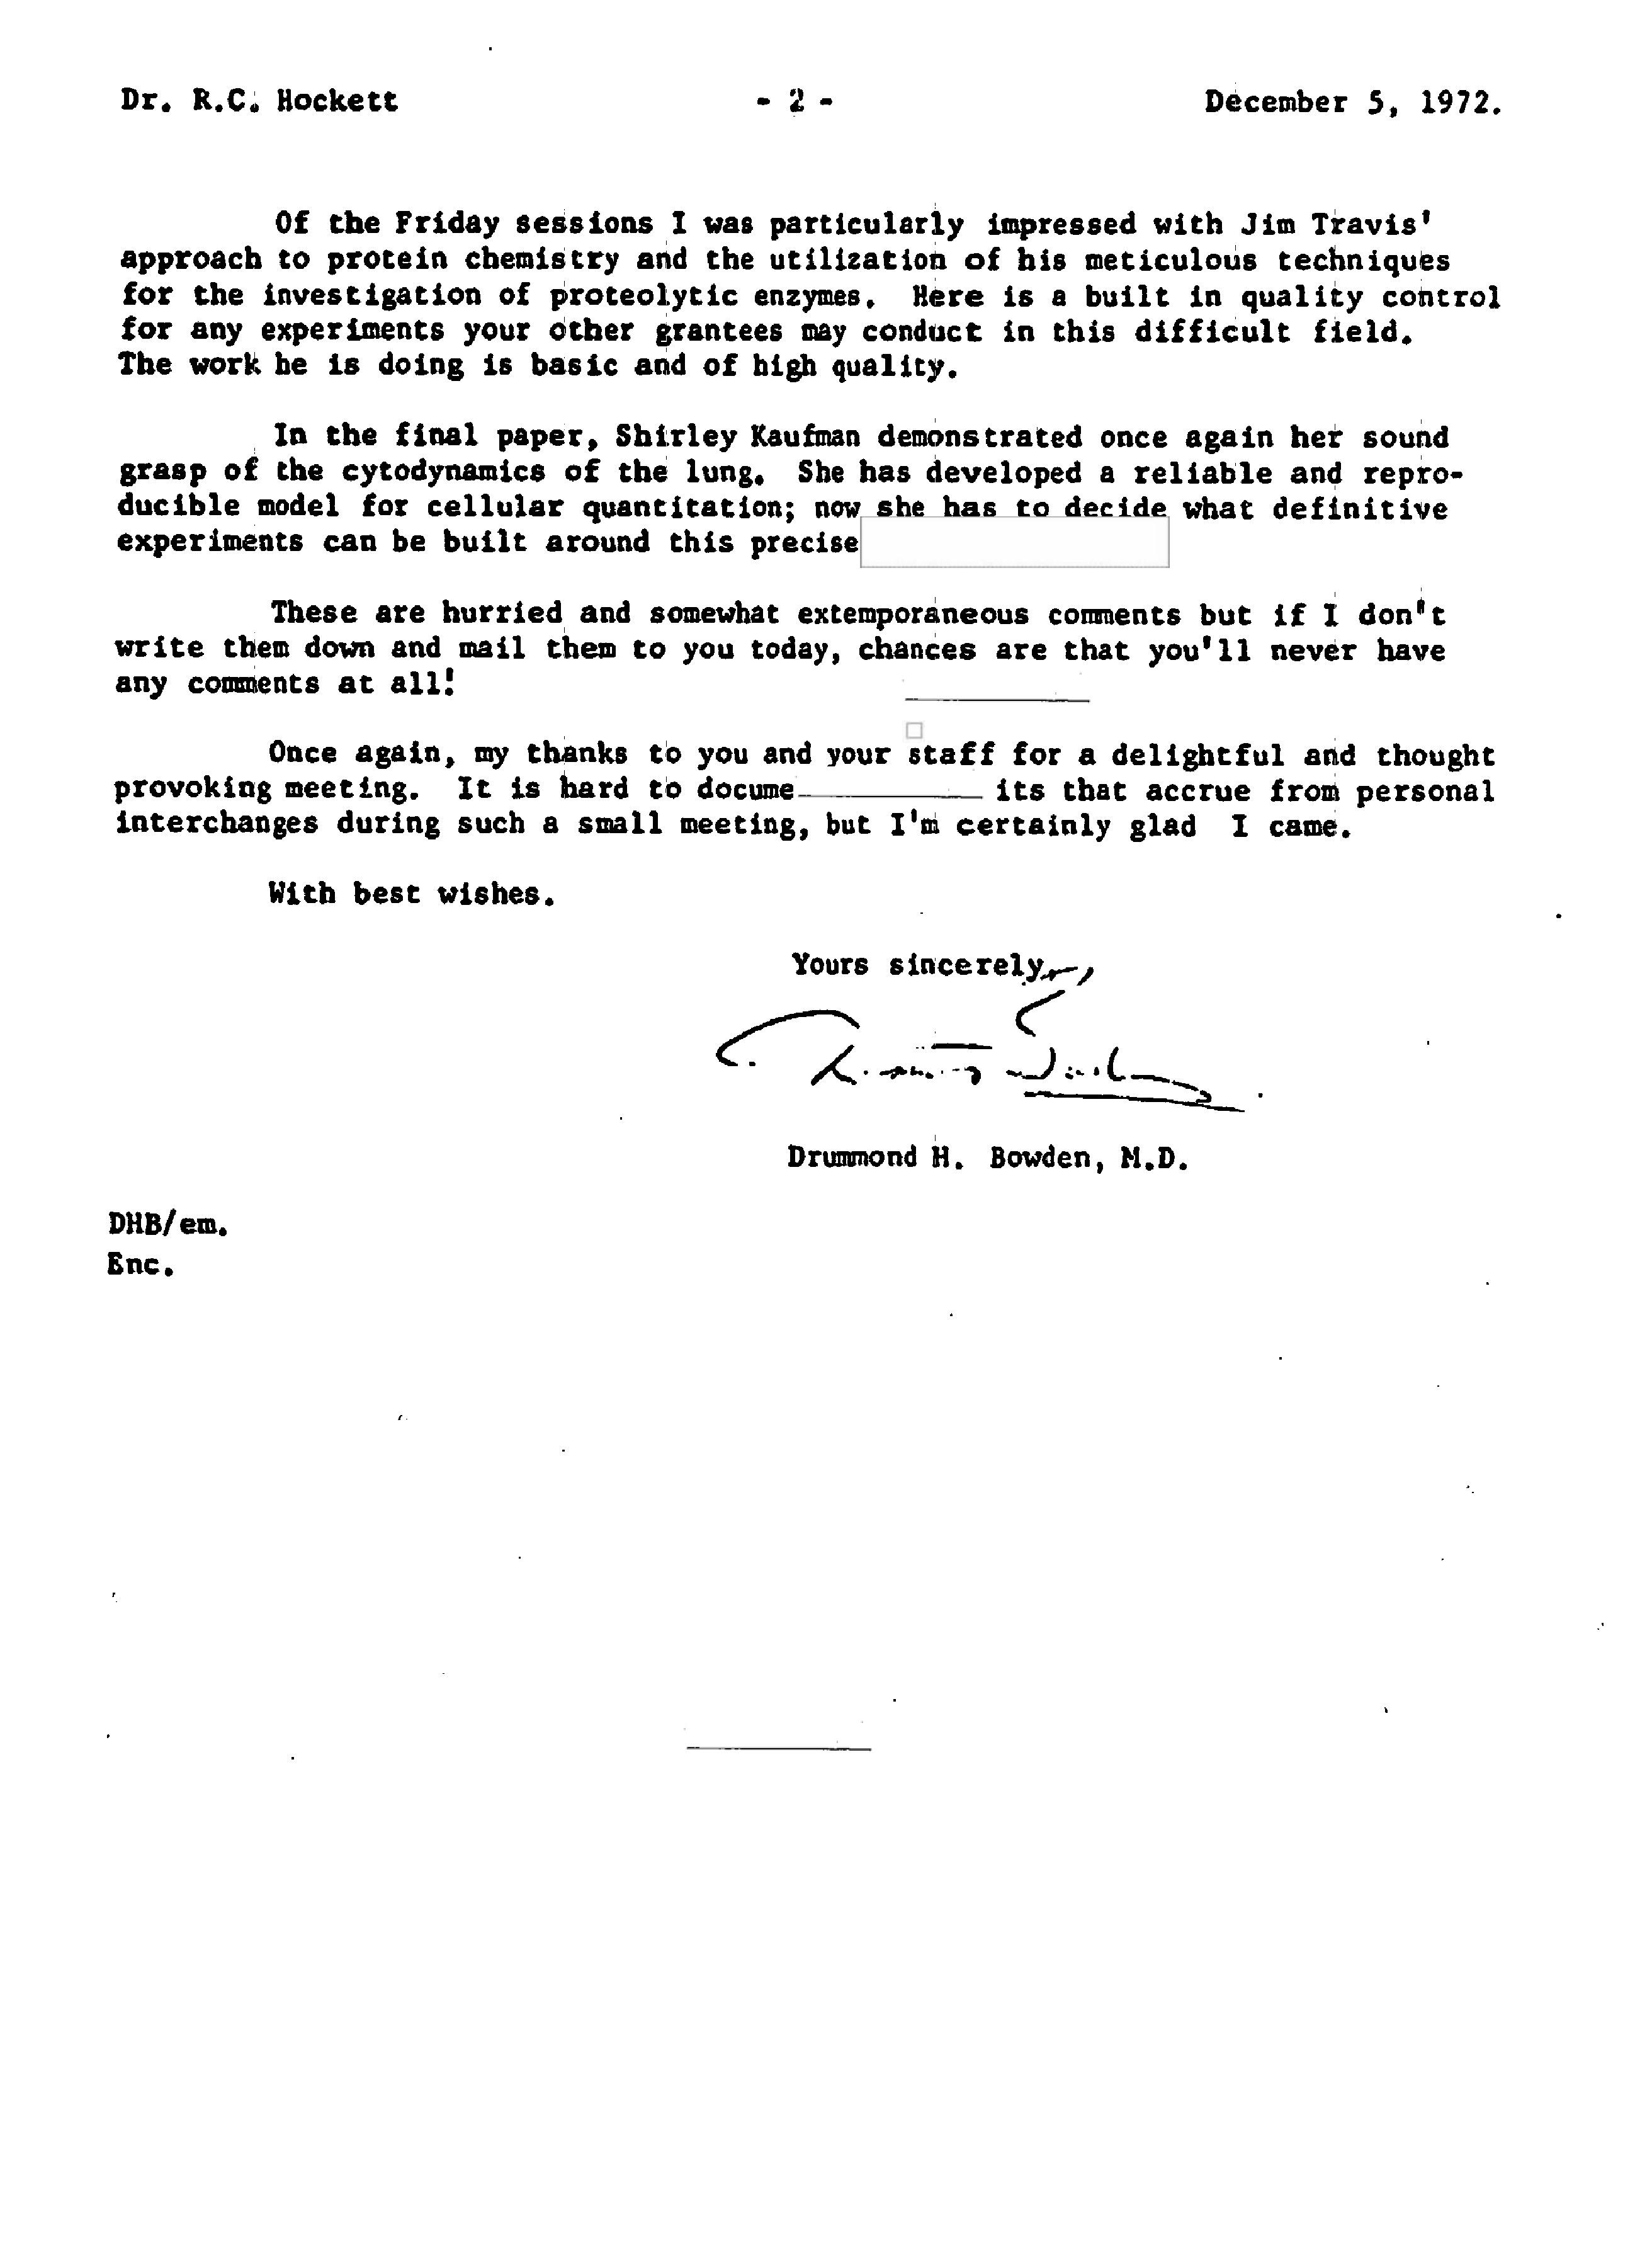 Dr. R.C. Hockett - 2 - December 5, 1972.
Of the Friday sessions I was particularly impressed with Jim Travis'
approach to protein chemistry and the utilization of his meticulous techniques
for the investigation of proteolytic enzymes. Here is a built in quality control
for any experiments your other grantees may conduct in this difficult field.
The work he is doing is basic and of high quality.
In the final paper, Shirley Kaufman demonstrated once again her sound
grasp of the cytodynamics of the lung. She has developed a reliable and repro-
ducible model for cellular quantitation; now she has to decide what definitive
experiments can be built around this precise
These are hurried and somewhat extemporaneous comments but if I don't
write them down and mail them to you today, chances are that you'll never have
any comments at all!
Once again, my thanks to you and your staff for a delightful and thought
provoking meeting. It is hard to docume its that accrue from personal
interchanges during such a small meeting, but I'm certainly glad I came.
With best wishes.
Yours sincerely,
Drummond H. Bowden, M.D.
DHB/em.
Enc.